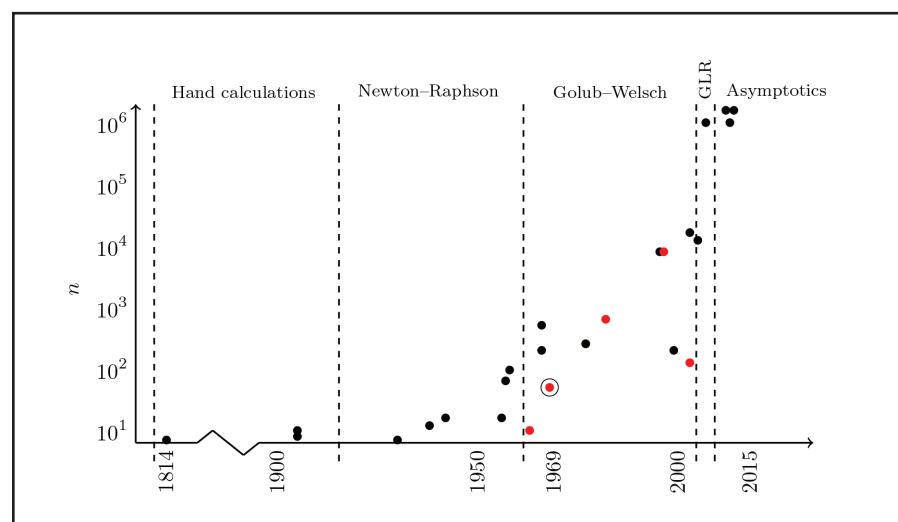 Hand calculations
Newton–Raphson
Golub–Welsch
GLR
Asymptotics
10^6
10^5
10^4
10^3
10^2
10^1
n
1814
1900
1950
1969
2000
2015